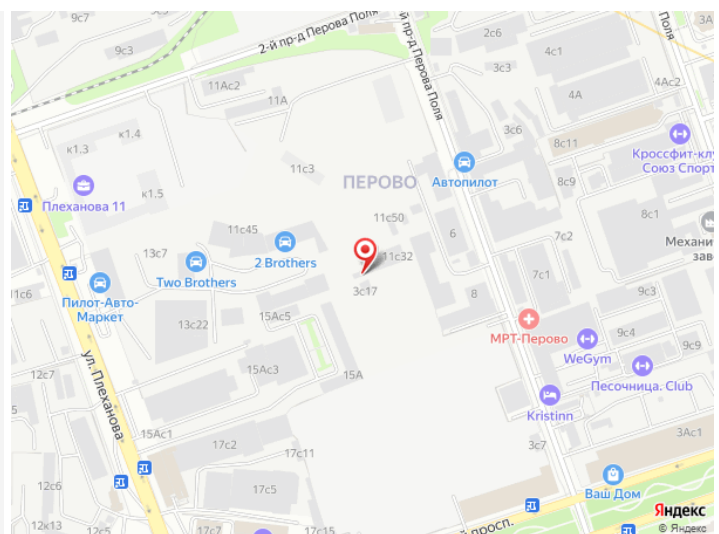 9с7
9с3
2-й пр-д Перова Поля
й пр-д Перова Поля
Поля
2с6
4с1
4Ас2
11Ас2
11А
4А
к1.4
к1.3
3с6
8с11
Кроссфит-клу
Союз Спорт
11с3
ПЕРОВО
Автопилот
8с9
к1.5
Плеханова 11
11с50
8с1
11с45
6
7с2
Механи
заво
13с7
2 Brothers
11с32
7с1
11с6
Two Brothers
Пилот-Авто-
Маркет
3с17
8
9с3
15Ас5
МРТ-Перово
13с22
9с4
9с9
WeGym
ул. Плеханова
15Ас3
15А
Песочница. Club
12с7
Kristinn
15Ас1
17с2
17с11
3с7
3Ас1
12с6
17с5
Ваш Дом
12к13
17с7
17с15
й просп.
Яндекс
© Яндекс